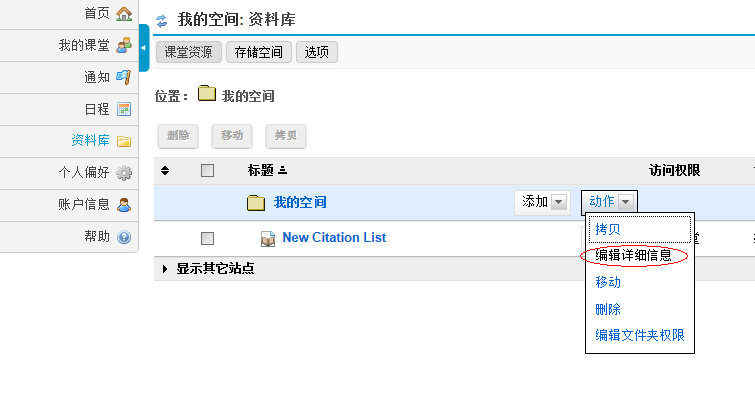 首页
我的课堂
通知
日程
资料库
个人偏好
账户信息
帮助
我的空间: 资料库
课堂资源 存储空间 选项
位置： 我的空间
删除 移动 拷贝
标题 访问权限
我的空间 添加 动作
New Citation List
显示其它站点
拷贝
编辑详细信息
移动
删除
编辑文件夹权限